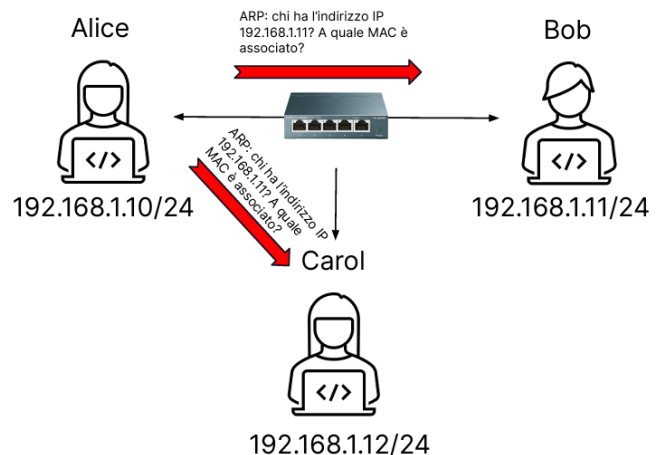 ARP: chi ha l'indirizzo IP
192.168.1.11? A quale MAC è
associato?
Alice
Bob
192.168.1.10/24
192.168.1.11/24
ARP: chi ha l'indirizzo IP
192.168.1.11? A quale
MAC è associato?
Carol
192.168.1.12/24